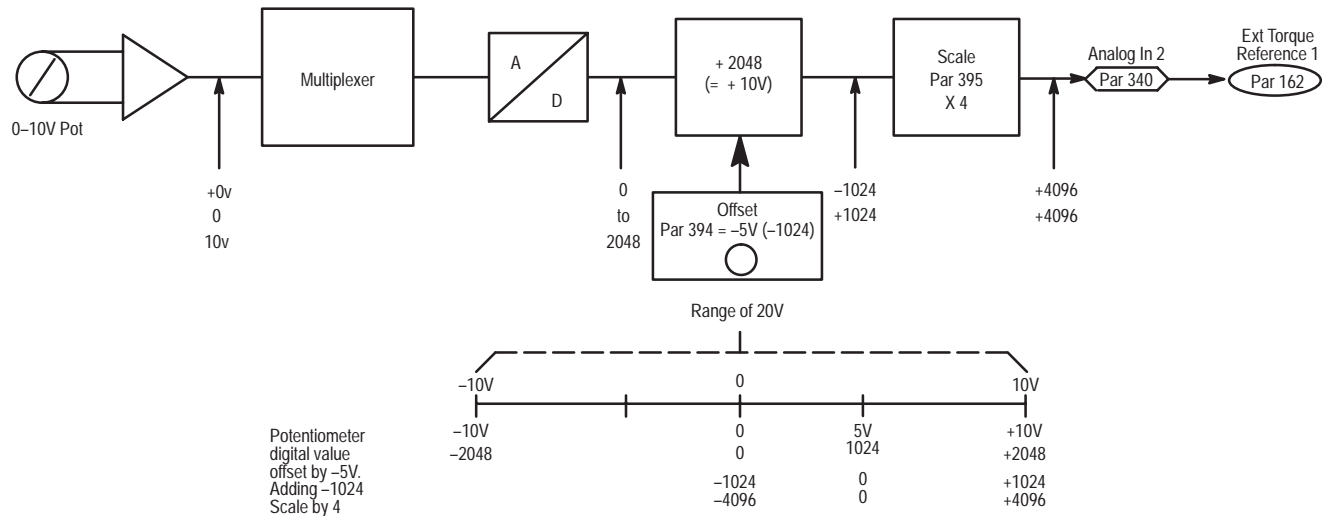 0–10V Pot
+0v
0
10v
Multiplexer
A
D
0
to
2048
+ 2048
(= + 10V)
Offset
Par 394 = –5V (–1024)
–1024
+1024
Scale
Par 395
X 4
+4096
+4096
Analog In 2
Par 340
Ext Torque
Reference 1
Par 162
Range of 20V
–10V 0 10V
Potentiometer –10V 0 5V +10V
digital value –2048 0 1024 +2048
offset by –5V.
Adding –1024 –1024 0 +1024
Scale by 4 –4096 0 +4096